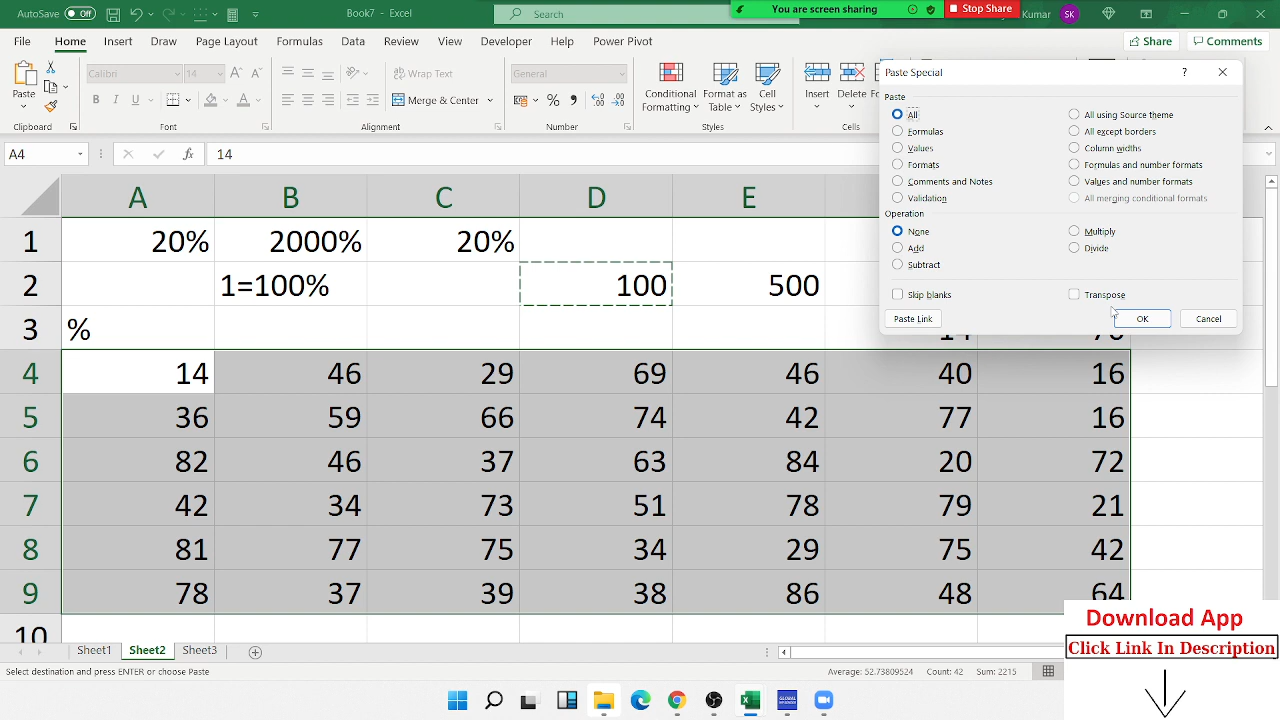 AutoSave Off Book7 - Excel Search You are screen sharing Stop Share Kumar SK
File Home Insert Draw Page Layout Formulas Data Review View Developer Help Power Pivot Share Comments
Paste Calibri 14 Wrap Text General Conditional Formatting Format as Table Cell Styles Insert Delete
B I U Merge & Center
Clipboard Font Alignment Number Styles Cells
A4 14
Paste Special
Paste
All All using Source theme
Formulas All except borders
Values Column widths
Formats Formulas and number formats
Comments and Notes Values and number formats
Validation All merging conditional formats
Operation
None Multiply
Add Divide
Subtract
Skip blanks Transpose
Paste Link OK Cancel
A B C D E
1 20% 2000% 20%
2 1=100% 100 500
3 %
4 14 46 29 69 46 40 16
5 36 59 66 74 42 77 16
6 82 46 37 63 84 20 72
7 42 34 73 51 78 79 21
8 81 77 75 34 29 75 42
9 78 37 39 38 86 48 64
10
Sheet1 Sheet2 Sheet3
Select destination and press ENTER or choose Paste Average: 52.73809524 Count: 42 Sum: 2215
Download App
Click Link In Description